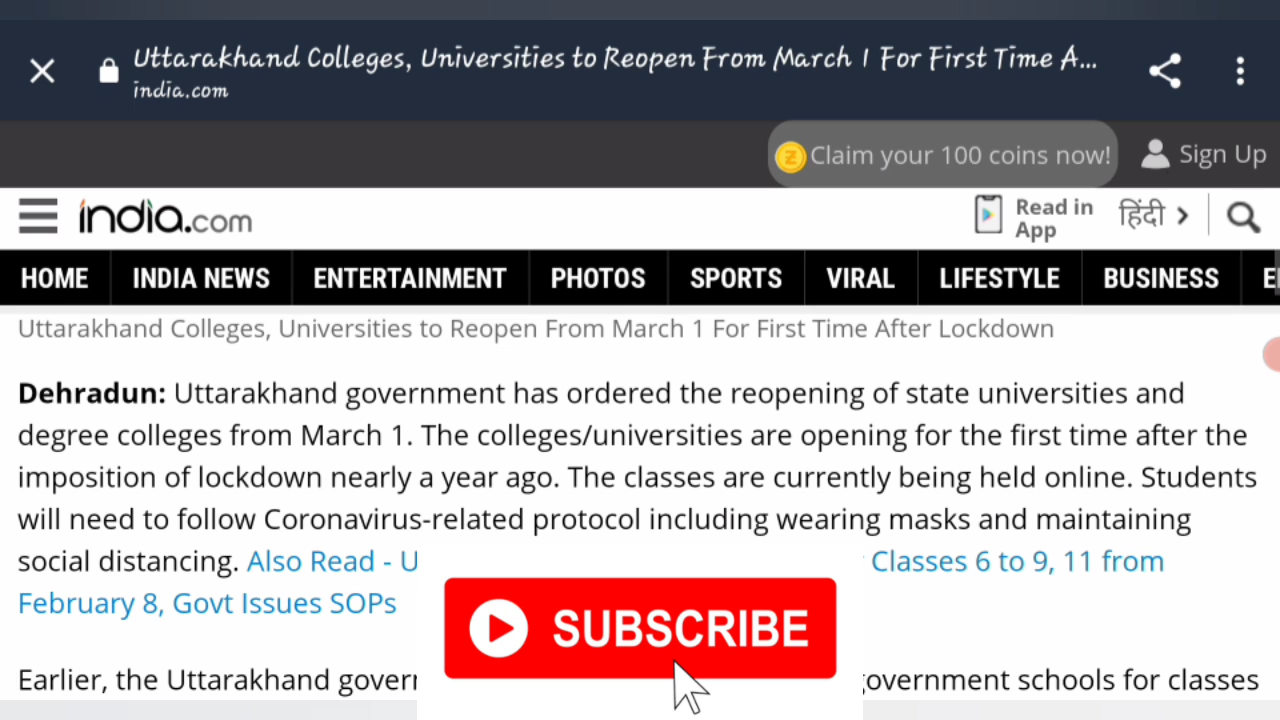 Uttarakhand Colleges, Universities to Reopen From March 1 For First Time A...
india.com
Claim your 100 coins now!
Sign Up
india.com
Read in
App
हिंदी
HOME INDIA NEWS ENTERTAINMENT PHOTOS SPORTS VIRAL LIFESTYLE BUSINESS E
Uttarakhand Colleges, Universities to Reopen From March 1 For First Time After Lockdown
Dehradun: Uttarakhand government has ordered the reopening of state universities and
degree colleges from March 1. The colleges/universities are opening for the first time after the
imposition of lockdown nearly a year ago. The classes are currently being held online. Students
will need to follow Coronavirus-related protocol including wearing masks and maintaining
social distancing. Also Read - U Classes 6 to 9, 11 from
February 8, Govt Issues SOPs
SUBSCRIBE
Earlier, the Uttarakhand govern overnment schools for classes